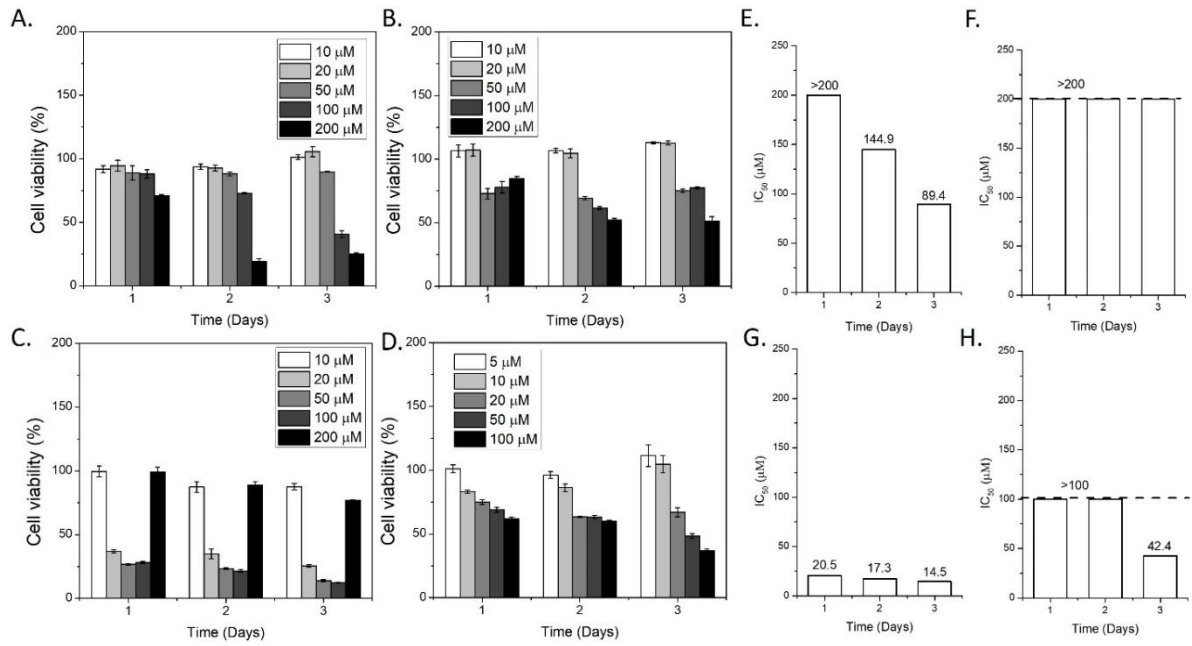 A.
200
150
100
50
0
Cell viability (%)
10 μM
20 μM
50 μM
100 μM
200 μM
1
2
3
Time (Days)
B.
200
150
100
50
0
Cell viability (%)
10 μM
20 μM
50 μM
100 μM
200 μM
1
2
3
Time (Days)
E.
250
200
150
100
50
0
IC50 (μM)
>200
144.9
89.4
1
2
3
Time (Days)
F.
250
200
150
100
50
0
IC50 (μM)
>200
1
2
3
Time (Days)
C.
200
150
100
50
0
Cell viability (%)
10 μM
20 μM
50 μM
100 μM
200 μM
1
2
3
Time (Days)
D.
200
150
100
50
0
Cell viability (%)
5 μM
10 μM
20 μM
50 μM
100 μM
1
2
3
Time (Days)
G.
250
200
150
100
50
0
IC50 (μM)
20.5
17.3
14.5
1
2
3
Time (Days)
H.
250
200
150
100
50
0
IC50 (μM)
>100
42.4
1
2
3
Time (Days)